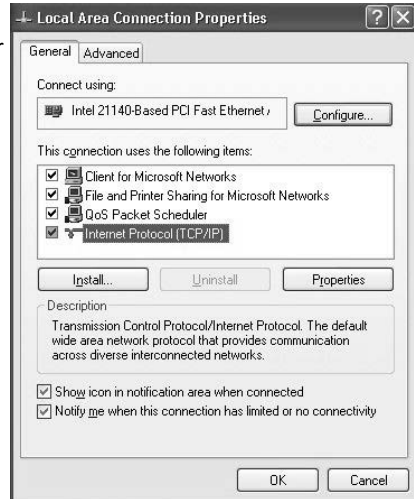 Local Area Connection Properties
General Advanced
Connect using:
Intel 21140-Based PCI Fast Ethernet
Configure...
This connection uses the following items:
Client for Microsoft Networks
File and Printer Sharing for Microsoft Networks
QoS Packet Scheduler
Internet Protocol (TCP/IP)
Install... Uninstall Properties
Description
Transmission Control Protocol/Internet Protocol. The default
wide area network protocol that provides communication
across diverse interconnected networks.
Show icon in notification area when connected
Notify me when this connection has limited or no connectivity
OK Cancel